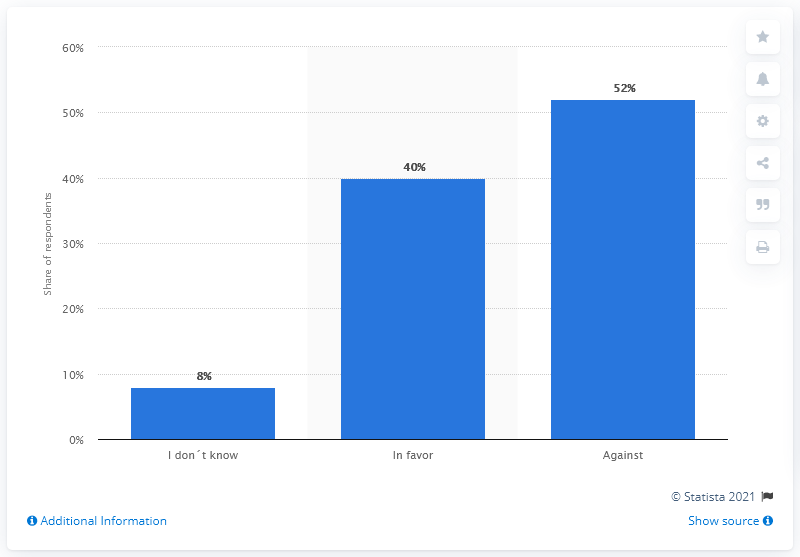 60%
50%
40%
30%
20%
10%
0%
Share of respondents
8%
40%
52%
I don´t know
In favor
Against
© Statista 2021
Additional Information
Show source